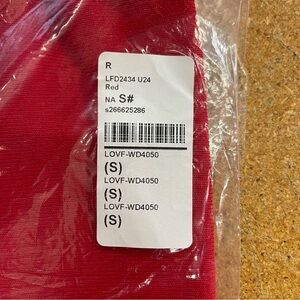 R
LFD2434 U24
Red
NA S#
s266625286
LOVF-WD4050
(S)
LOVF-WD4050
(S)
LOVF-WD4050
(S)